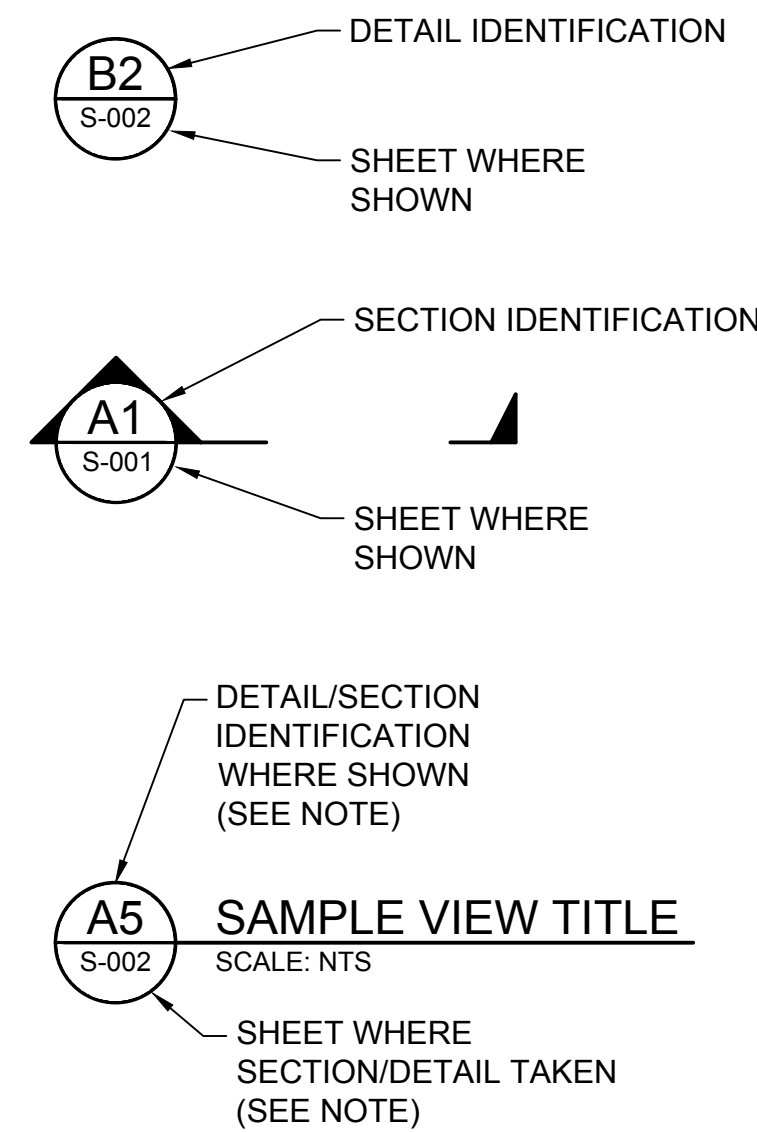 DETAIL IDENTIFICATION
B2
S-002
SHEET WHERE
SHOWN
SECTION IDENTIFICATION
A1
S-001
SHEET WHERE
SHOWN
DETAIL/SECTION
IDENTIFICATION
WHERE SHOWN
(SEE NOTE)
A5
SAMPLE VIEW TITLE
S-002
SCALE: NTS
SHEET WHERE
SECTION/DETAIL TAKEN
(SEE NOTE)